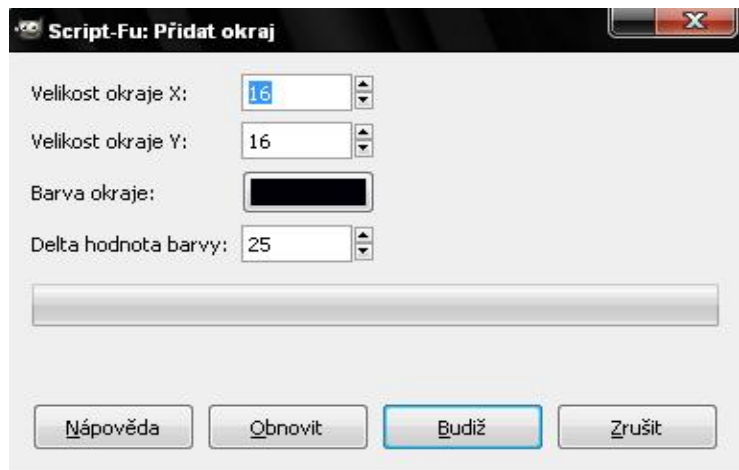 Script-Fu: Přidat okraj
Velikost okraje X: 16
Velikost okraje Y: 16
Barva okraje:
Delta hodnota barvy: 25
Nápověda Obnovit Budiž Zrušit